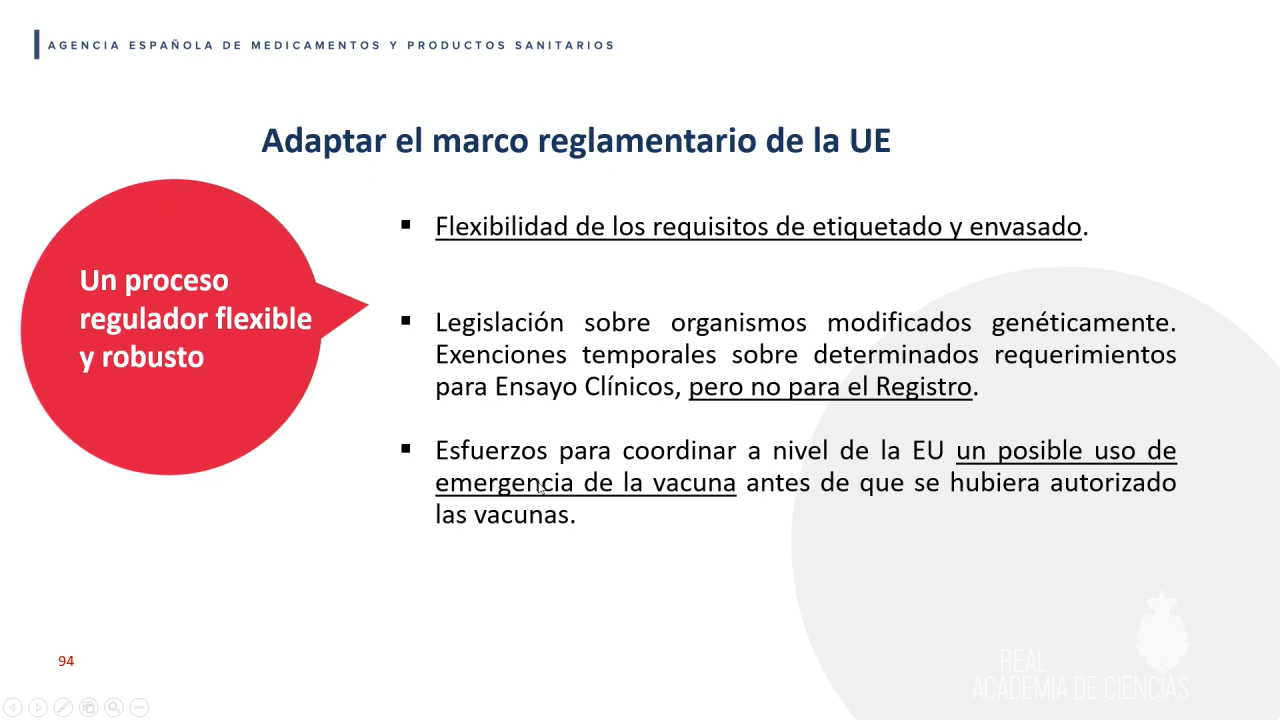 AGENCIA ESPAÑOLA DE MEDICAMENTOS Y PRODUCTOS SANITARIOS
Adaptar el marco reglamentario de la UE
Un proceso
regulador flexible
y robusto
▪ Flexibilidad de los requisitos de etiquetado y envasado.
▪ Legislación sobre organismos modificados genéticamente.
Exenciones temporales sobre determinados requerimientos
para Ensayo Clínicos, pero no para el Registro.
▪ Esfuerzos para coordinar a nivel de la EU un posible uso de
emergencia de la vacuna antes de que se hubiera autorizado
las vacunas.
94
REAL
ACADEMIA DE CIENCIAS